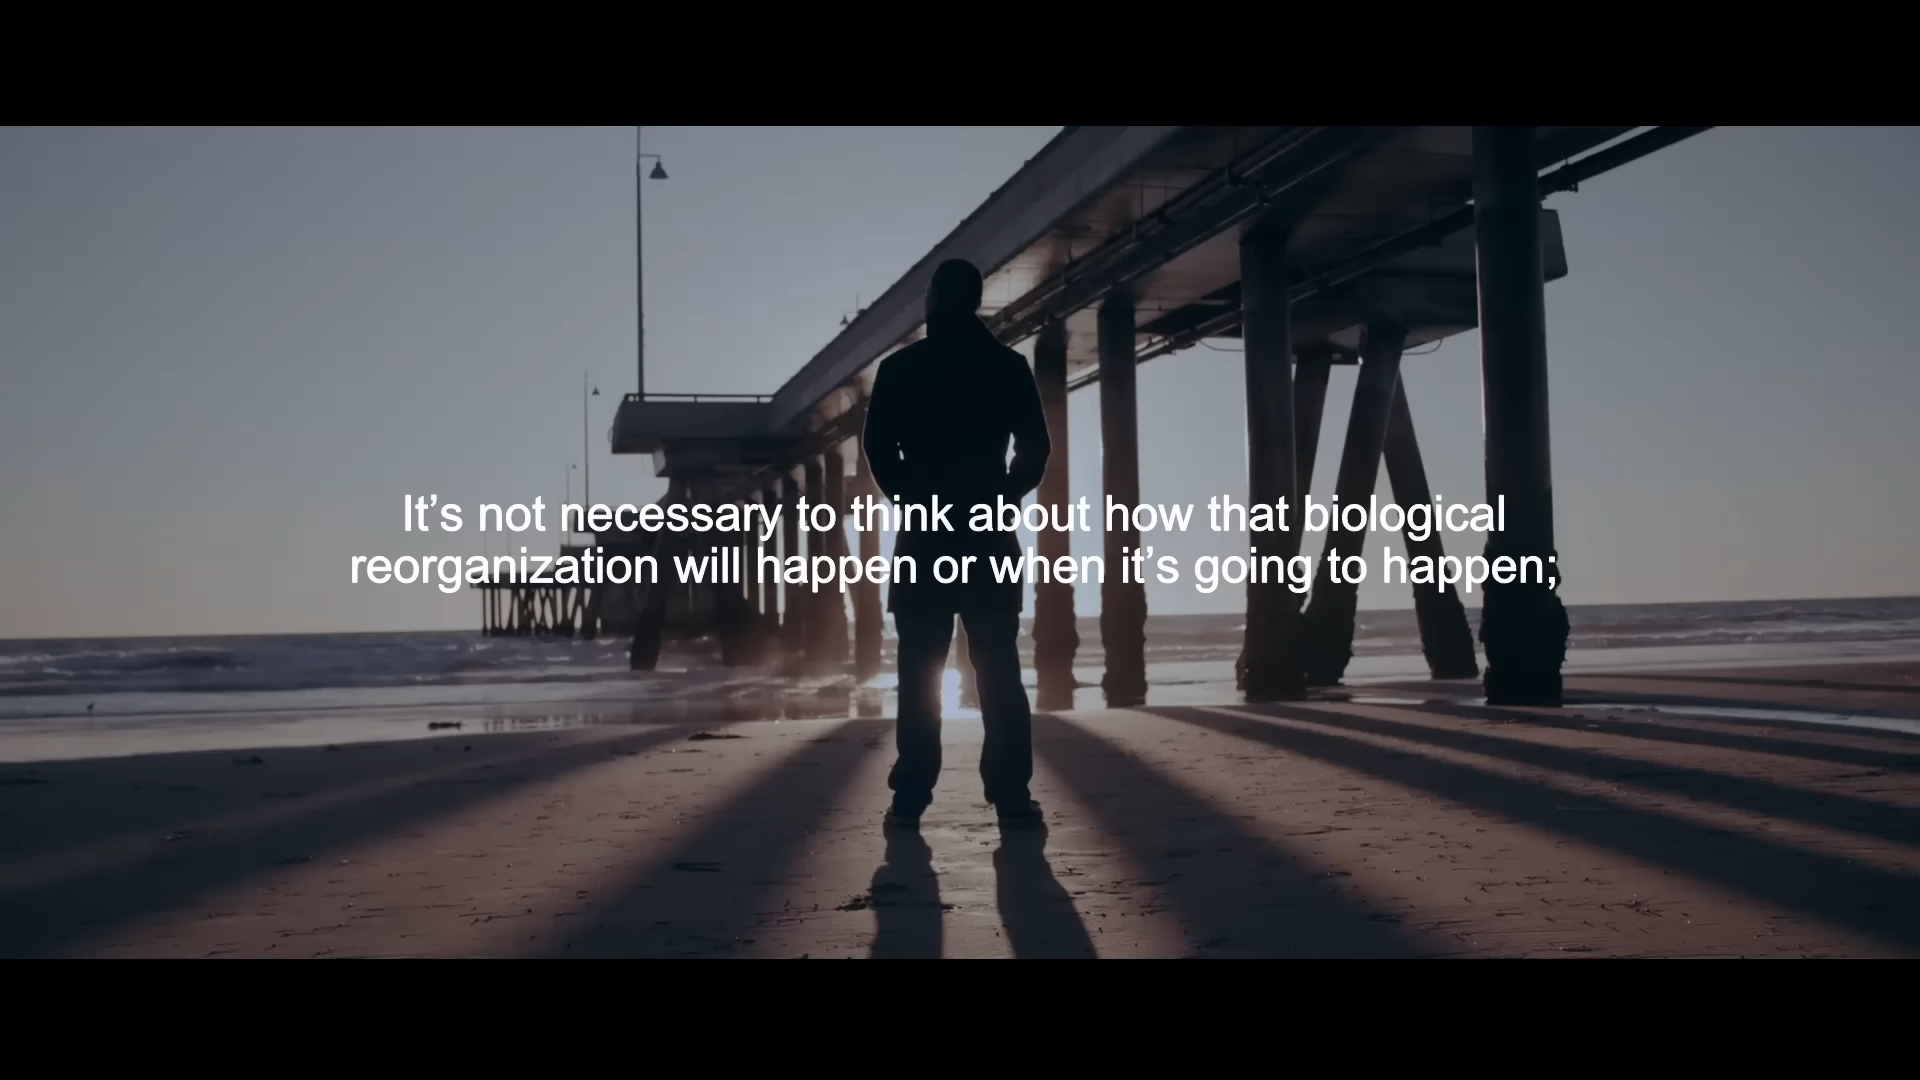 It’s not necessary to think about how that biological
reorganization will happen or when it’s going to happen;